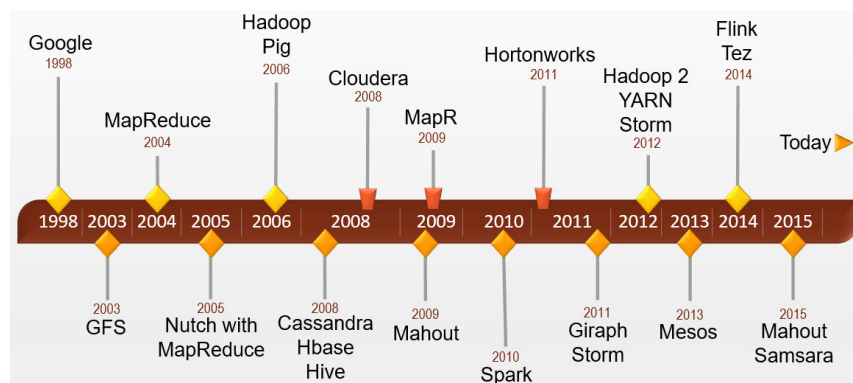 Google
1998
MapReduce
2004
Hadoop
Pig
2006
Cloudera
2008
MapR
2009
Hortonworks
2011
Hadoop 2
YARN
Storm
2012
Flink
Tez
2014
Today
1998 2003 2004 2005 2006 2008 2009 2010 2011 2012 2013 2014 2015
2003
GFS
2005
Nutch with
MapReduce
2008
Cassandra
Hbase
Hive
2009
Mahout
2010
Spark
2011
Giraph
Storm
2013
Mesos
2015
Mahout
Samsara